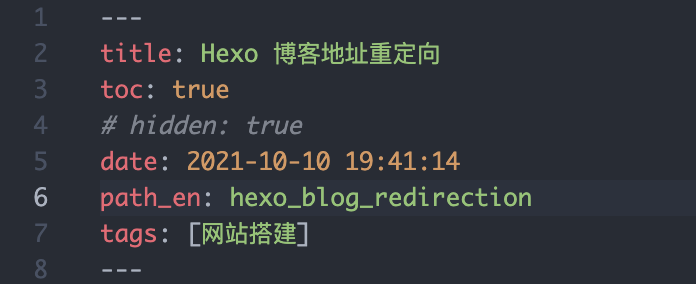 1 ---
2 title: Hexo 博客地址重定向
3 toc: true
4 # hidden: true
5 date: 2021-10-10 19:41:14
6 path_en: hexo_blog_redirection
7 tags: [网站搭建]
8 ---